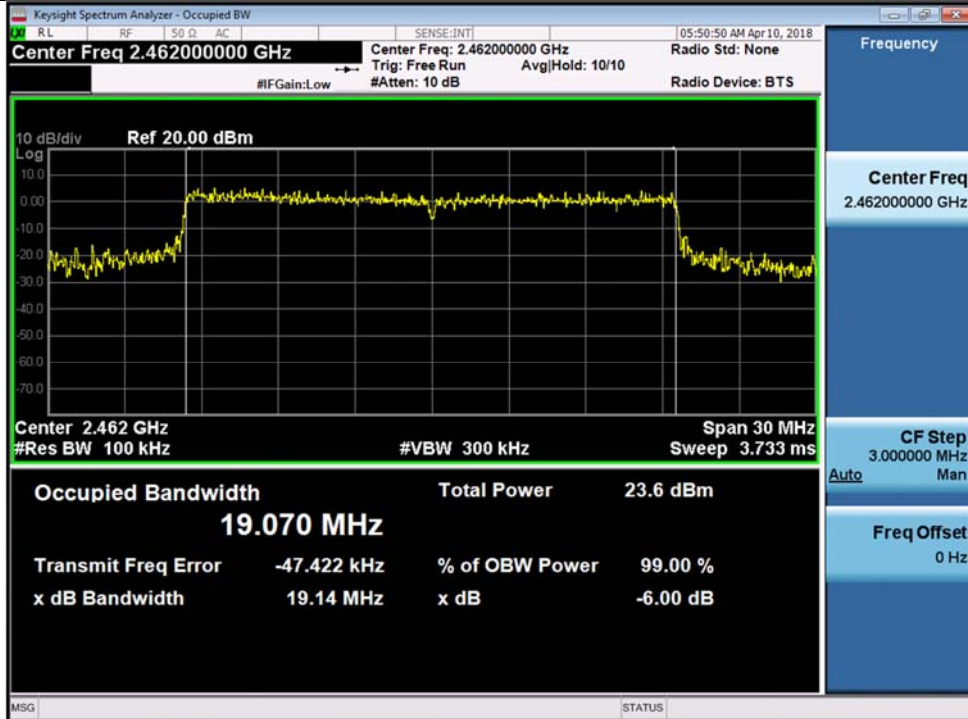 Keysight Spectrum Analyzer - Occupied BW
LXI RL RF 50 Ω AC SENSE:INT 05:50:50 AM Apr 10, 2018
Center Freq 2.462000000 GHz
Center Freq: 2.462000000 GHz
Radio Std: None
Trig: Free Run Avg|Hold: 10/10
#IFGain:Low
#Atten: 10 dB
Radio Device: BTS
10 dB/div Ref 20.00 dBm
Log
10.0
0.00
-10.0
-20.0
-30.0
-40.0
-50.0
-60.0
-70.0
Center 2.462 GHz Span 30 MHz
#Res BW 100 kHz #VBW 300 kHz Sweep 3.733 ms
Occupied Bandwidth Total Power 23.6 dBm
19.070 MHz
Transmit Freq Error -47.422 kHz % of OBW Power 99.00 %
x dB Bandwidth 19.14 MHz x dB -6.00 dB
MSG STATUS
Frequency
Center Freq
2.462000000 GHz
CF Step
3.000000 MHz
Auto Man
Freq Offset
0 Hz